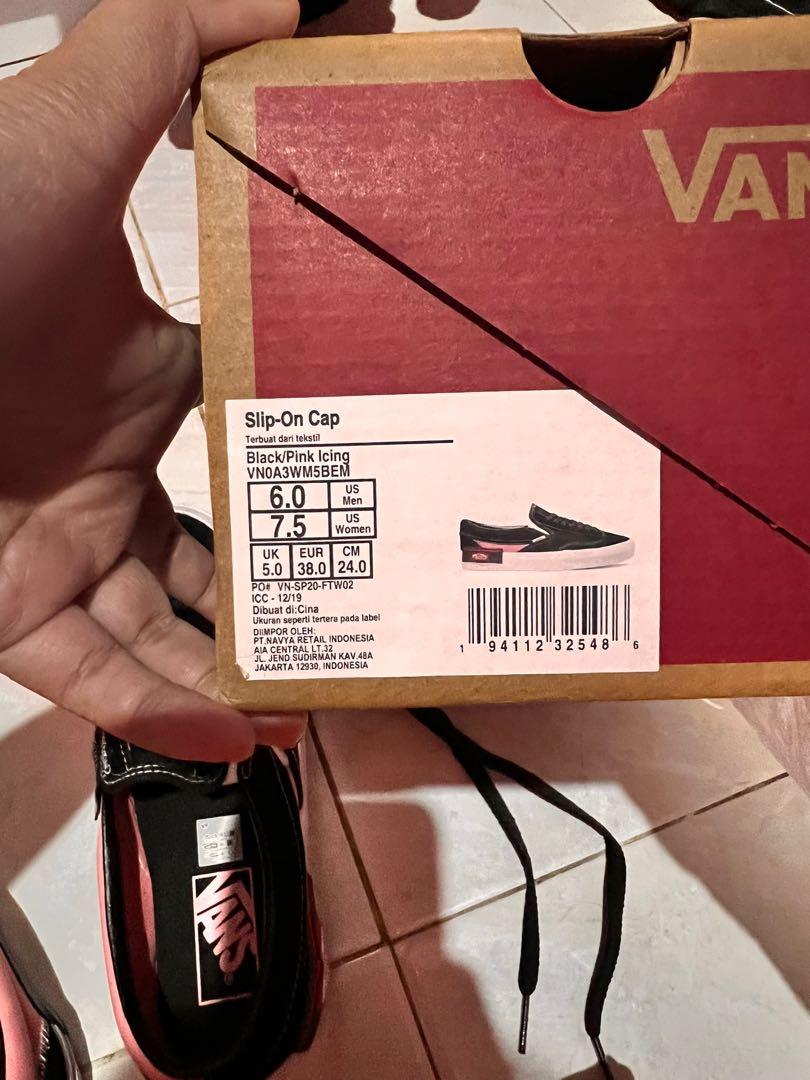 VAN
Slip-On Cap
Terbuat dari tekstil
Black/Pink Icing
VN0A3WM5BEM
6.0 US Men
7.5 US Women
UK EUR CM
5.0 38.0 24.0
PO# VN-SP20-FTW02
ICC - 12/19
Dibuat di:Cina
Ukuran seperti tertera pada label
DIIMPOR OLEH:
PT.NAVYA RETAIL INDONESIA
AIA CENTRAL LT.32
JL. JEND SUDIRMAN KAV.48A
JAKARTA 12930, INDONESIA
1 94112 32548 6
VANS